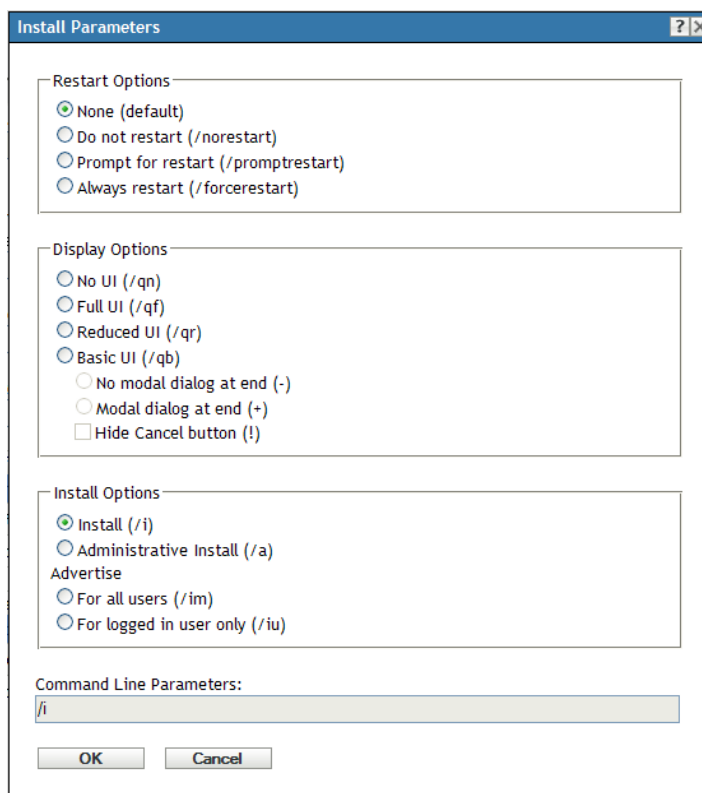 Install Parameters
?
Restart Options
None (default)
Do not restart (/norestart)
Prompt for restart (/promptrestart)
Always restart (/forcerestart)
Display Options
No UI (/qn)
Full UI (/qf)
Reduced UI (/qr)
Basic UI (/qb)
No modal dialog at end (-)
Modal dialog at end (+)
Hide Cancel button (!)
Install Options
Install (/i)
Administrative Install (/a)
Advertise
For all users (/im)
For logged in user only (/iu)
Command Line Parameters:
/i
OK Cancel